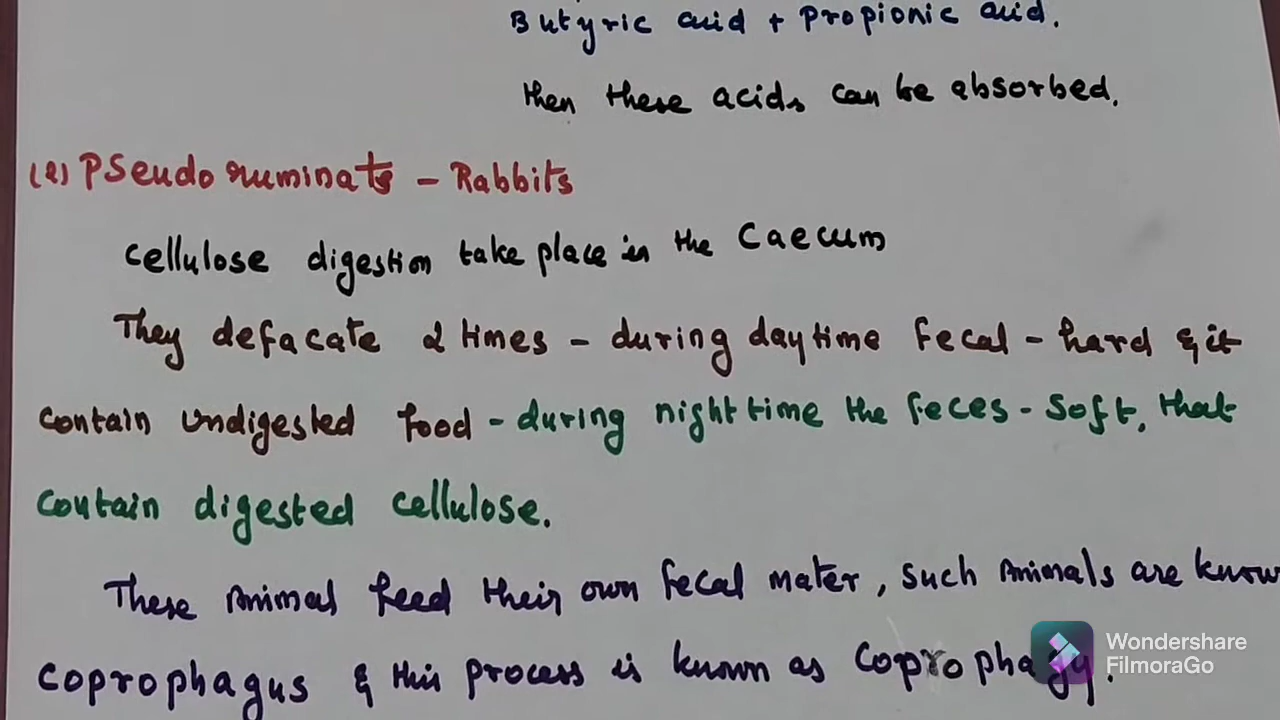 Butyric acid + Propionic acid.
then these acids can be absorbed.
(2) Pseudo ruminats - Rabbits
cellulose digestion take place in the Caecum
They defacate 2 times - during daytime fecal - hard & it
contain undigested food - during nighttime the feces - soft, that
contain digested cellulose.
These animal feed their own fecal mater, such animals are know
coprophagus & this process is known as coprophagy.
Wondershare
FilmoraGo